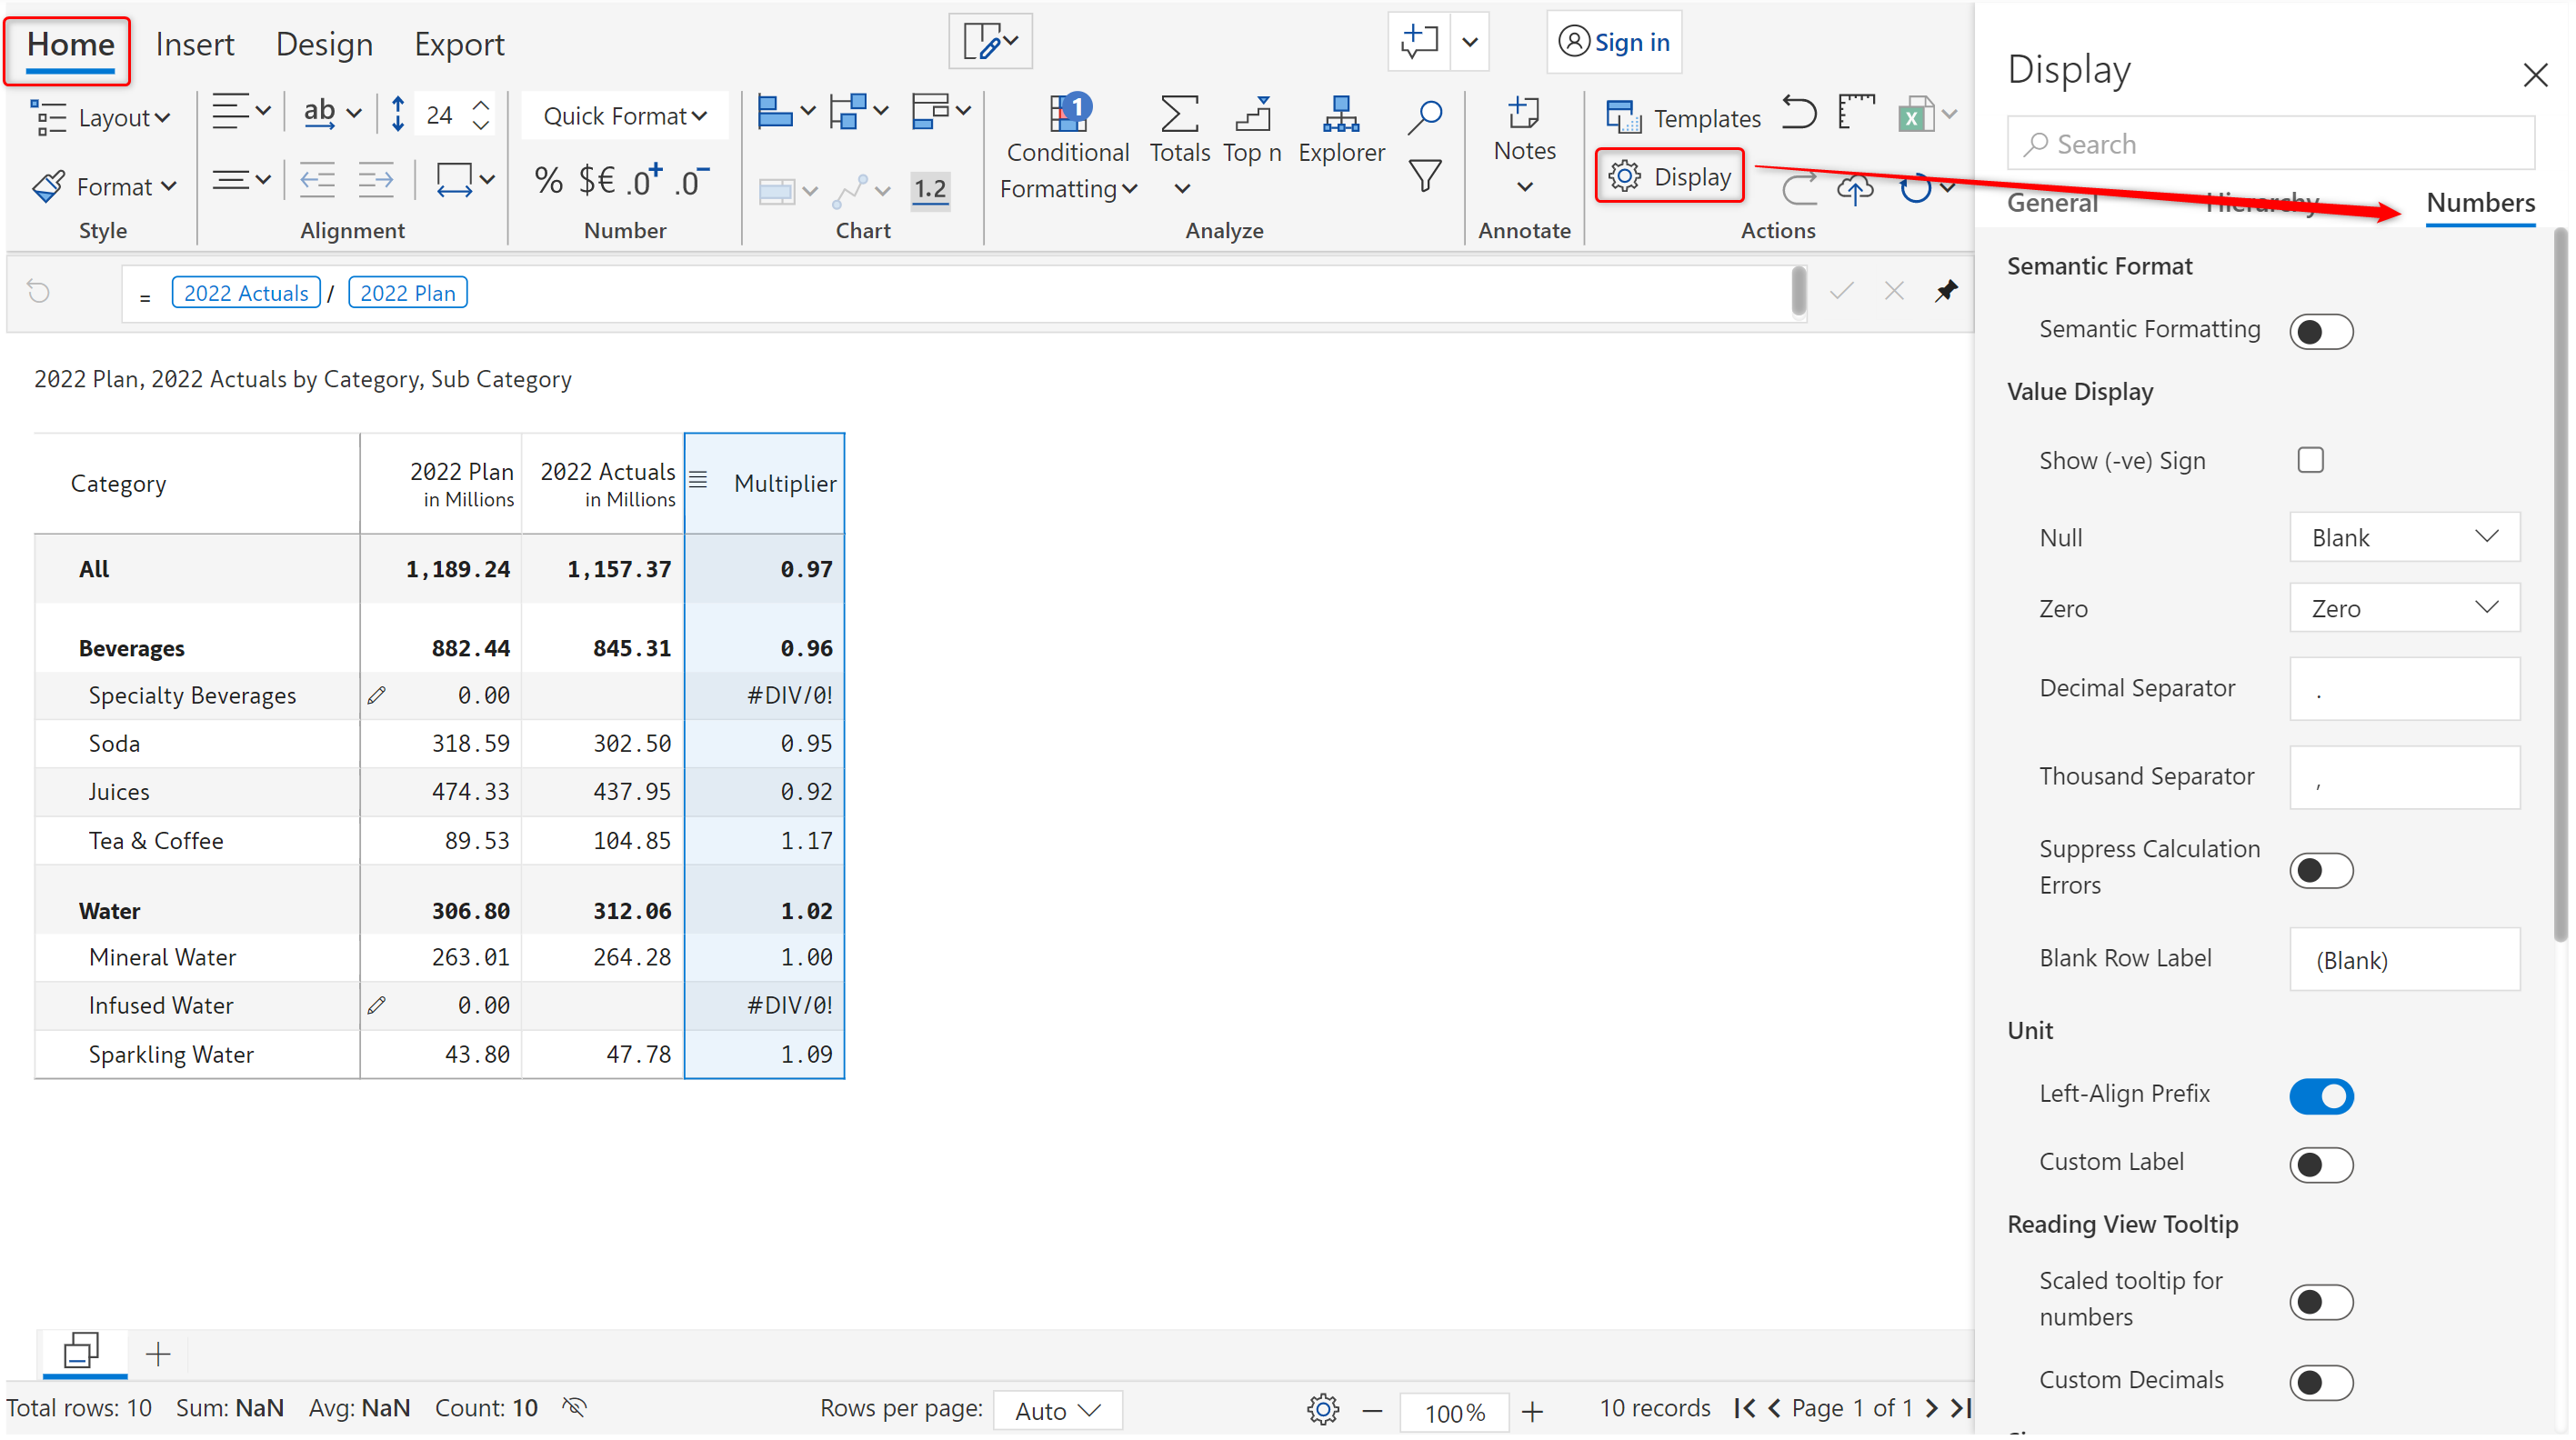 Home Insert Design Export
Sign in
Layout
ab
24
Quick Format
Format
% $€ .0+ .0-
1.2
Style
Alignment
Number
Chart
1
Conditional Formatting
Totals
Top n
Explorer
Analyze
Notes
Annotate
Templates
Display
Actions
= 2022 Actuals / 2022 Plan
2022 Plan, 2022 Actuals by Category, Sub Category
Category 2022 Plan in Millions 2022 Actuals in Millions Multiplier
All 1,189.24 1,157.37 0.97
Beverages 882.44 845.31 0.96
Specialty Beverages 0.00 #DIV/0!
Soda 318.59 302.50 0.95
Juices 474.33 437.95 0.92
Tea & Coffee 89.53 104.85 1.17
Water 306.80 312.06 1.02
Mineral Water 263.01 264.28 1.00
Infused Water 0.00 #DIV/0!
Sparkling Water 43.80 47.78 1.09
Total rows: 10 Sum: NaN Avg: NaN Count: 10
Rows per page: Auto
100%
10 records
Page 1 of 1
Display
Search
General Hierarchy Numbers
Semantic Format
Semantic Formatting
Value Display
Show (-ve) Sign
Null Blank
Zero Zero
Decimal Separator .
Thousand Separator ,
Suppress Calculation
Errors
Blank Row Label (Blank)
Unit
Left-Align Prefix
Custom Label
Reading View Tooltip
Scaled tooltip for
numbers
Custom Decimals